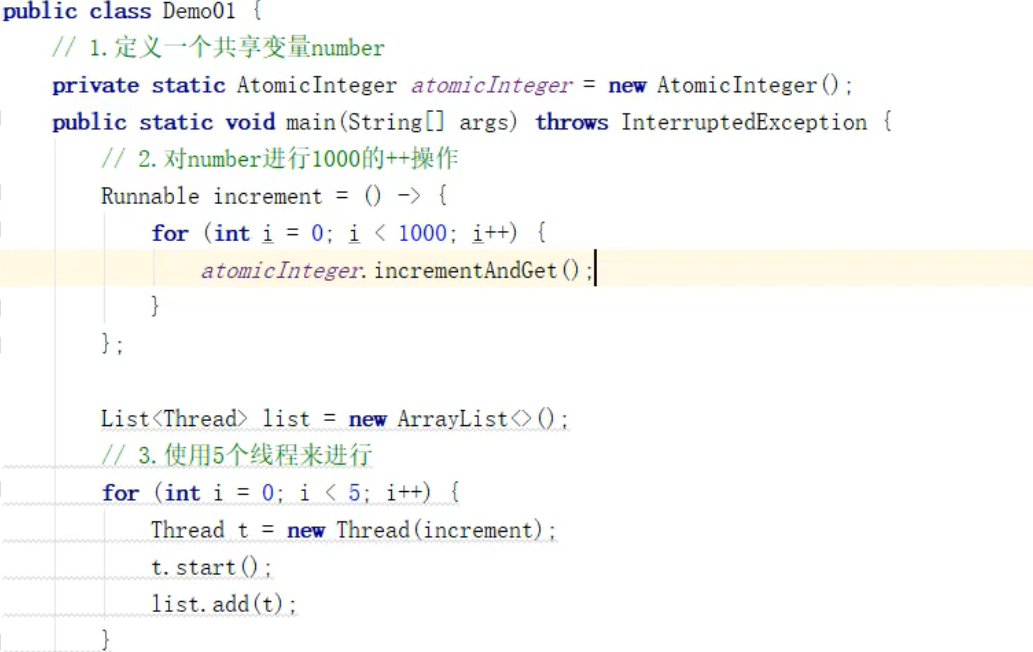 public class Demo01 {
// 1.定义一个共享变量number
private static AtomicInteger atomicInteger = new AtomicInteger();
public static void main(String[] args) throws InterruptedException {
// 2.对number进行1000的++操作
Runnable increment = () -> {
for (int i = 0; i < 1000; i++) {
atomicInteger.incrementAndGet();
}
};
List<Thread> list = new ArrayList<>();
// 3.使用5个线程来进行
for (int i = 0; i < 5; i++) {
Thread t = new Thread(increment);
t.start();
list.add(t);
}